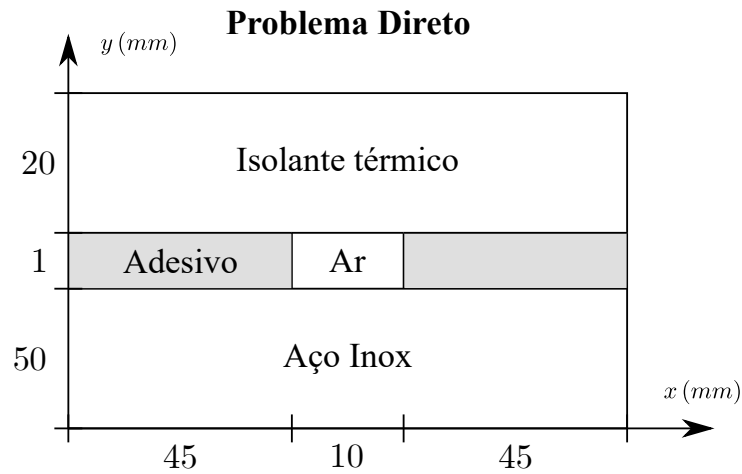 Problema Direto
y (mm)
20
Isolante térmico
1
Adesivo
Ar
50
Aço Inox
x (mm)
45
10
45